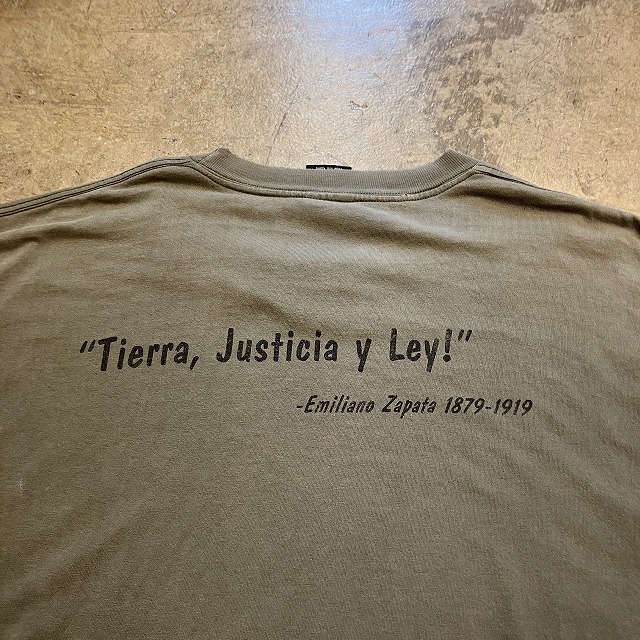 “Tierra, Justicia y Ley!”
-Emiliano Zapata 1879-1919